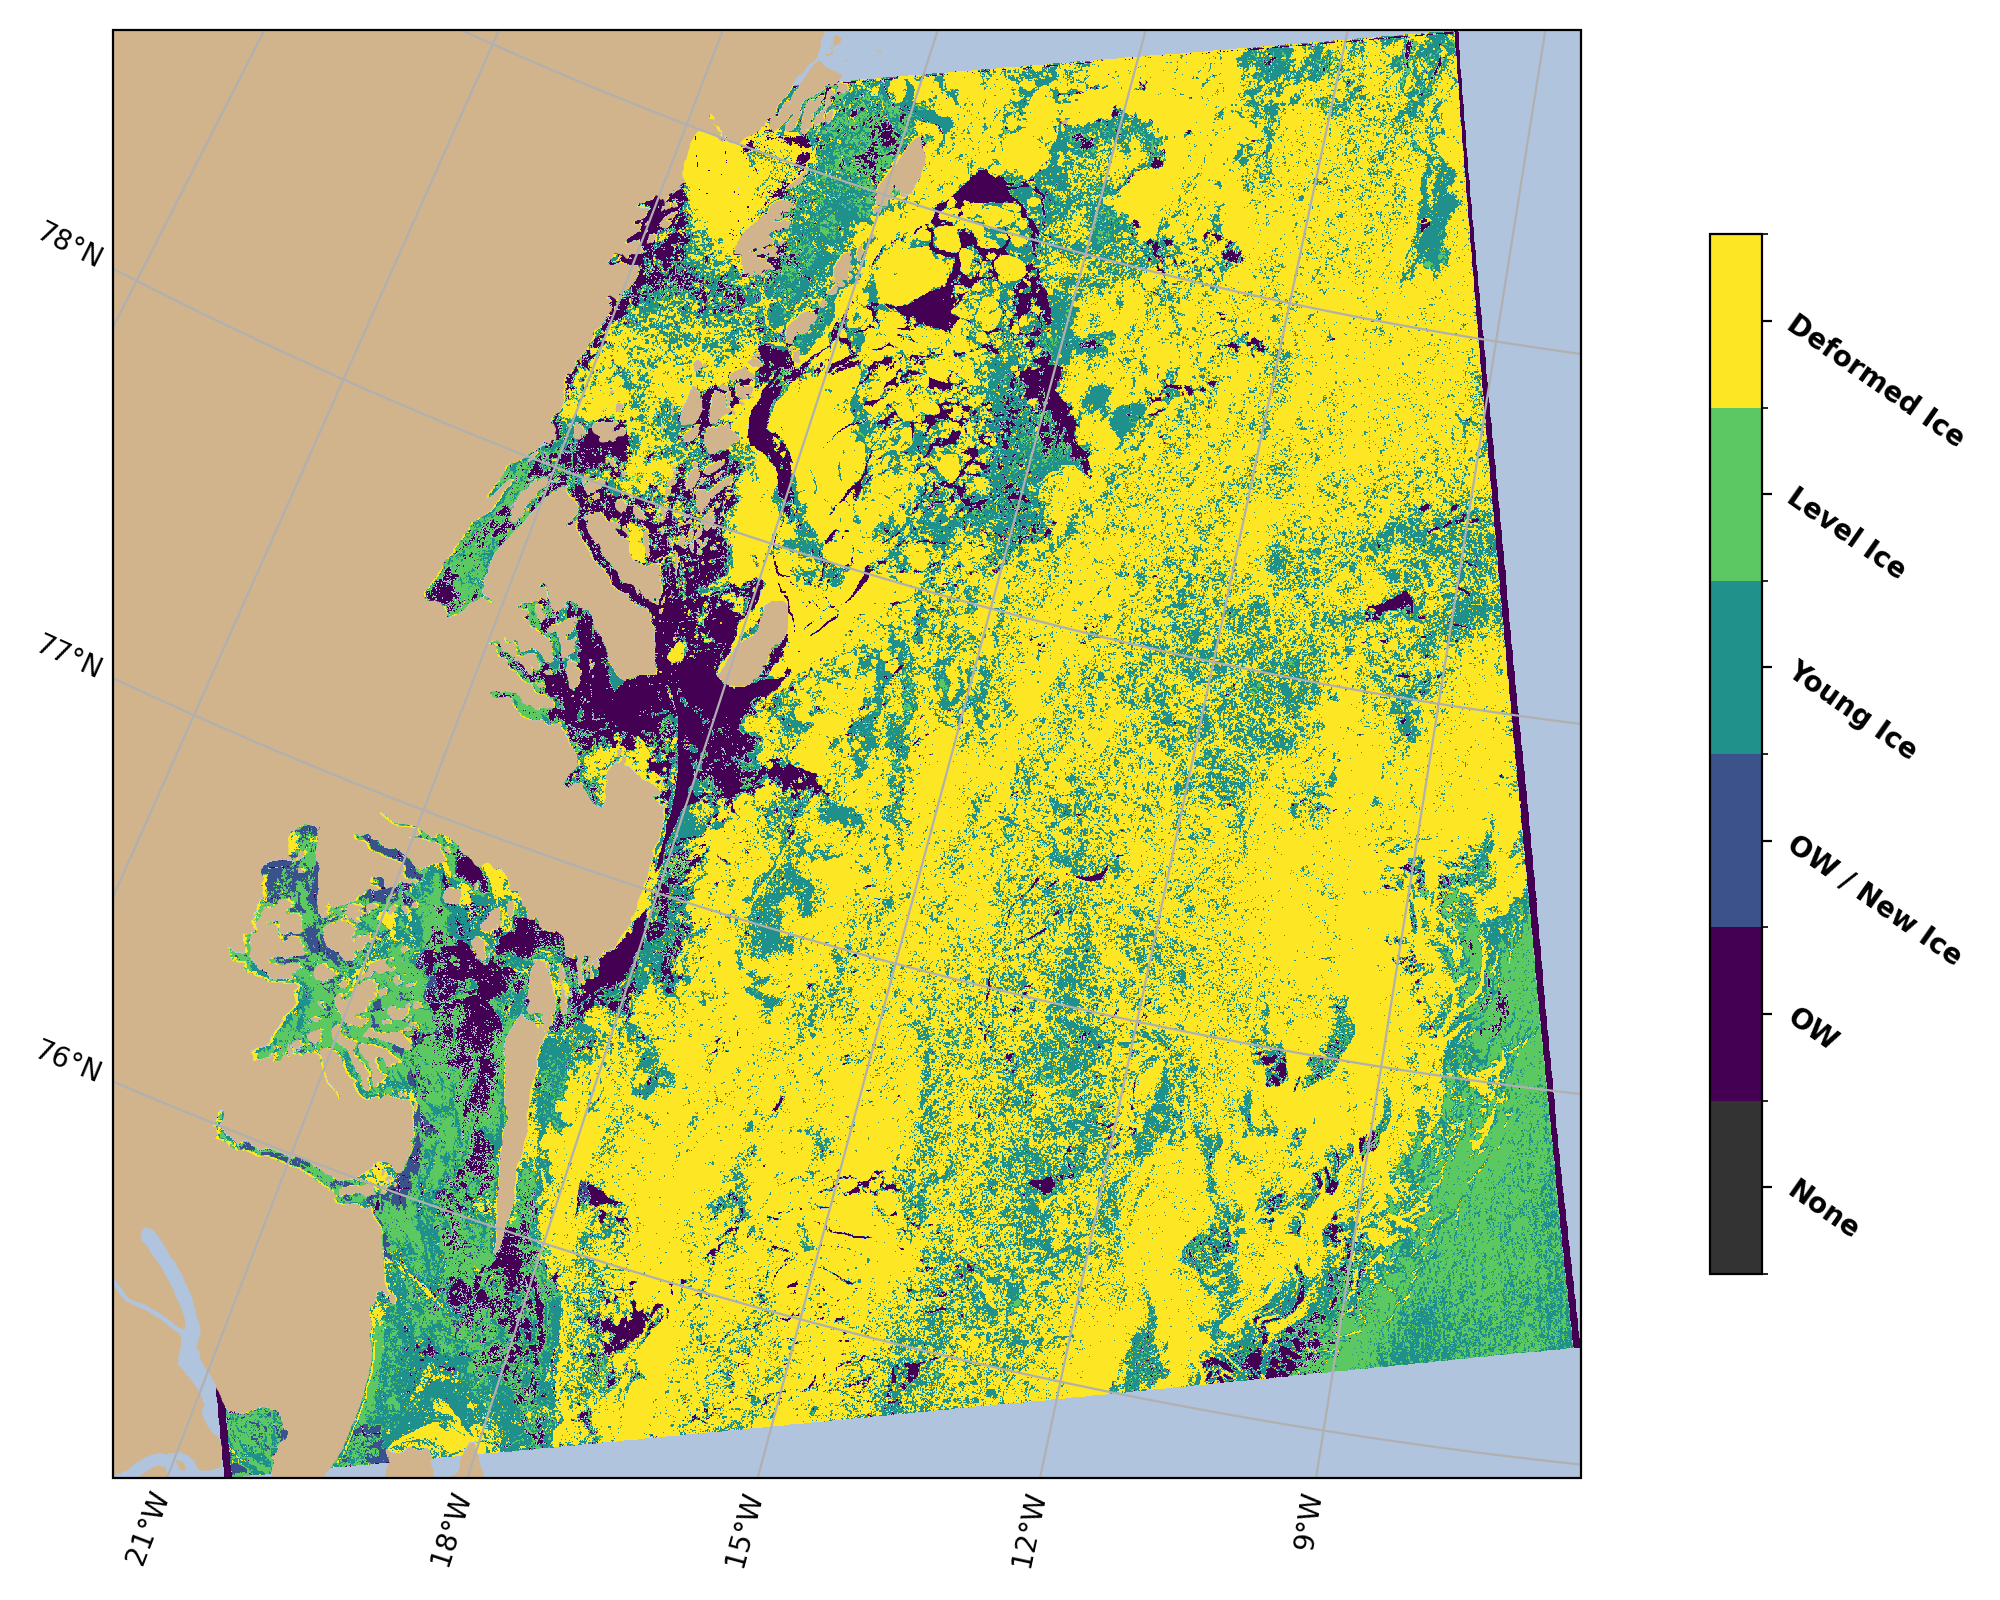 78°N
77°N
76°N
21°W
18°W
15°W
12°W
9°W
Deformed Ice
Level Ice
Young Ice
OW / New Ice
OW
None